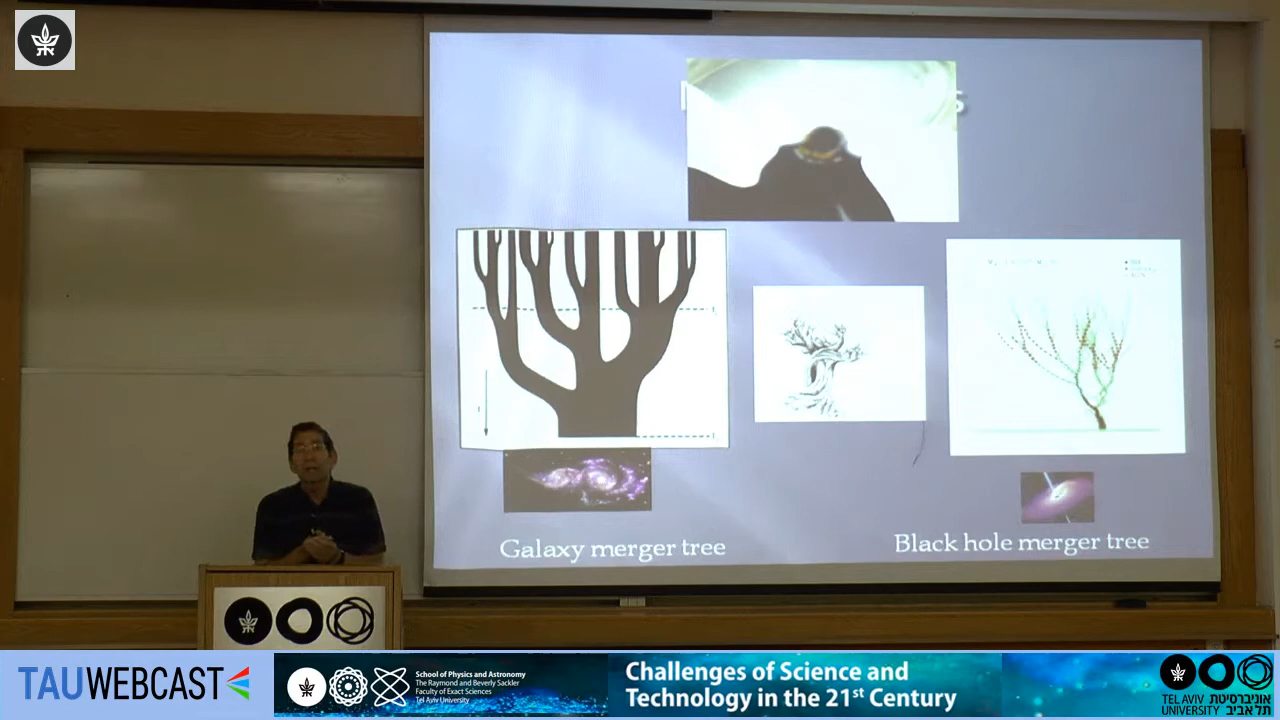 Galaxy merger tree
Black hole merger tree
TAUWEBCAST
School of Physics and Astronomy
The Raymond and Beverly Sackler
Faculty of Exact Sciences
Tel Aviv University
Challenges of Science and
Technology in the 21st Century
TEL AVIV אוניברסיטת
UNIVERSITY תל אביב